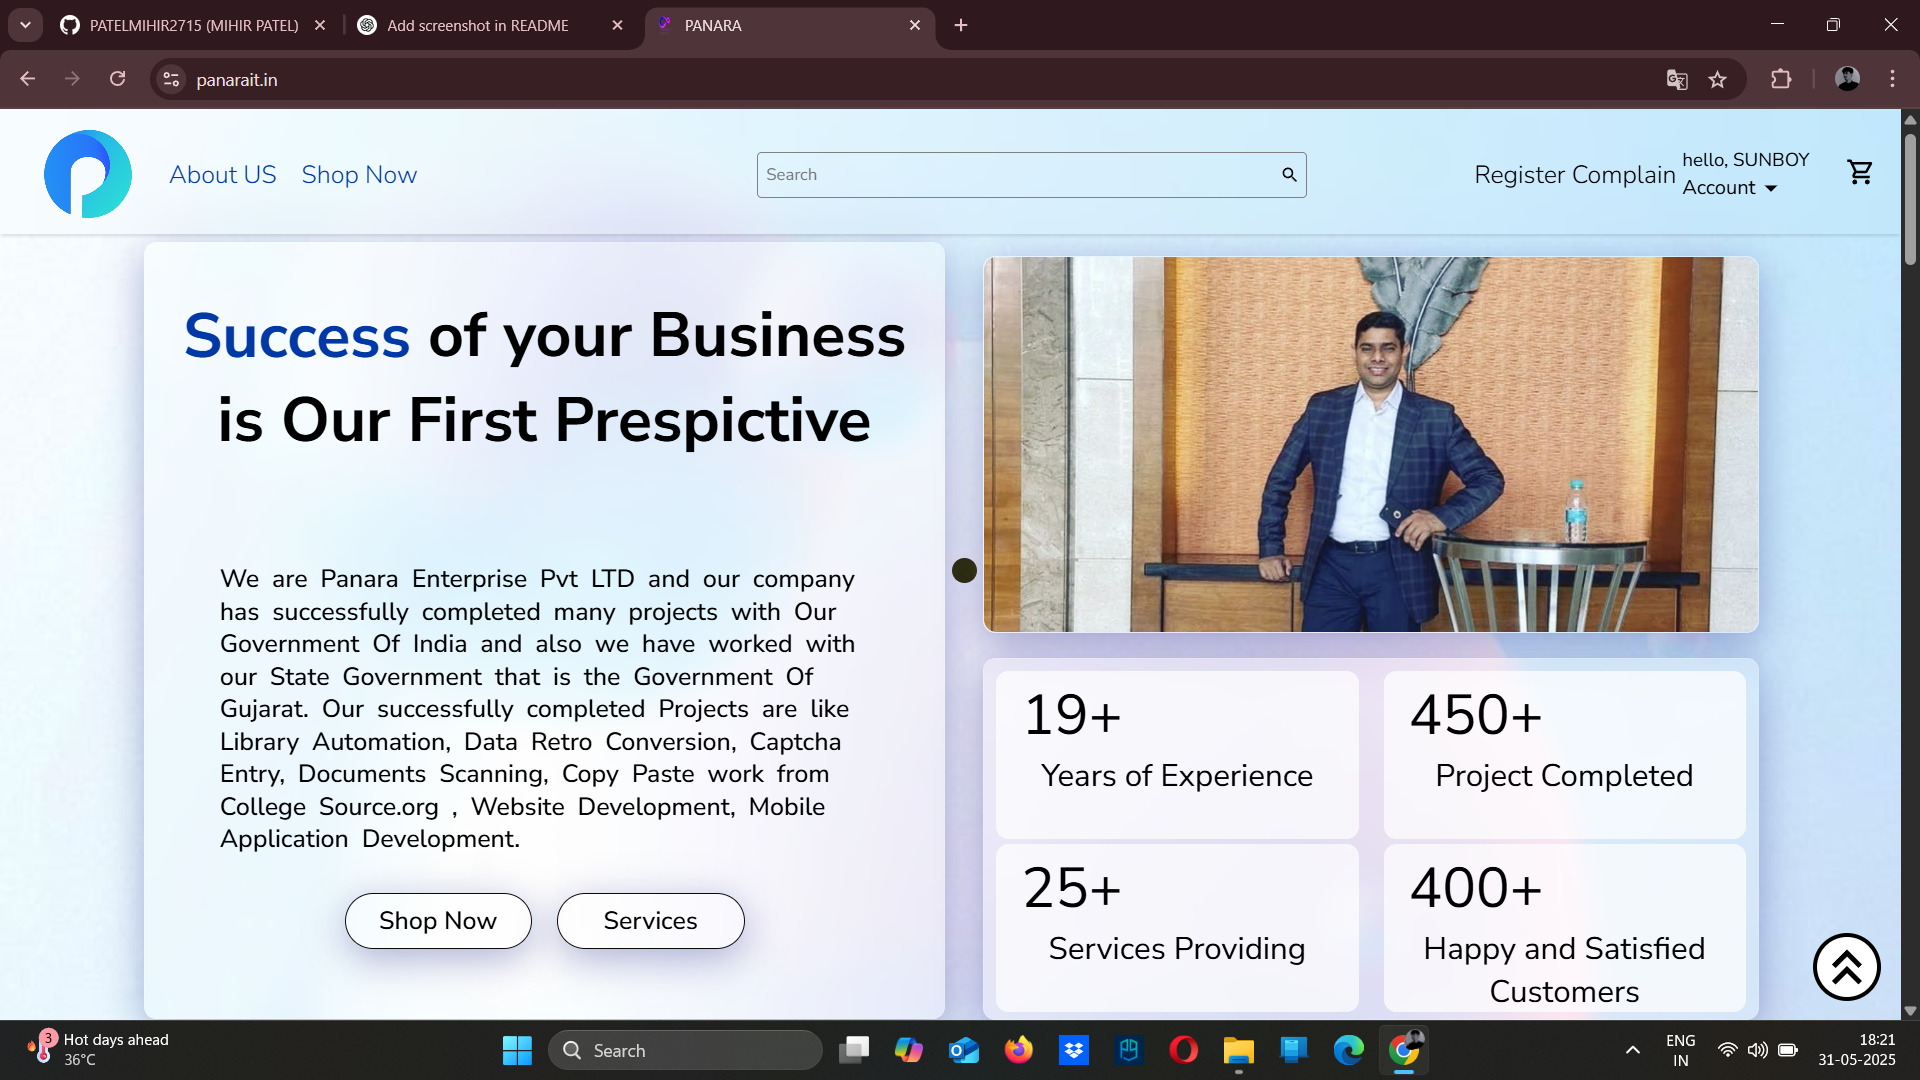 PATELMIHIR2715 (MIHIR PATEL)
Add screenshot in README
PANARA
panarait.in
About US
Shop Now
Search
Register Complain
hello, SUNBOY
Account
Success of your Business
is Our First Prespictive
We are Panara Enterprise Pvt LTD and our company
has successfully completed many projects with Our
Government Of India and also we have worked with
our State Government that is the Government Of
Gujarat. Our successfully completed Projects are like
Library Automation, Data Retro Conversion, Captcha
Entry, Documents Scanning, Copy Paste work from
College Source.org , Website Development, Mobile
Application Development.
Shop Now
Services
19+
Years of Experience
450+
Project Completed
25+
Services Providing
400+
Happy and Satisfied
Customers
3
Hot days ahead
36°C
Search
ENG
IN
18:21
31-05-2025